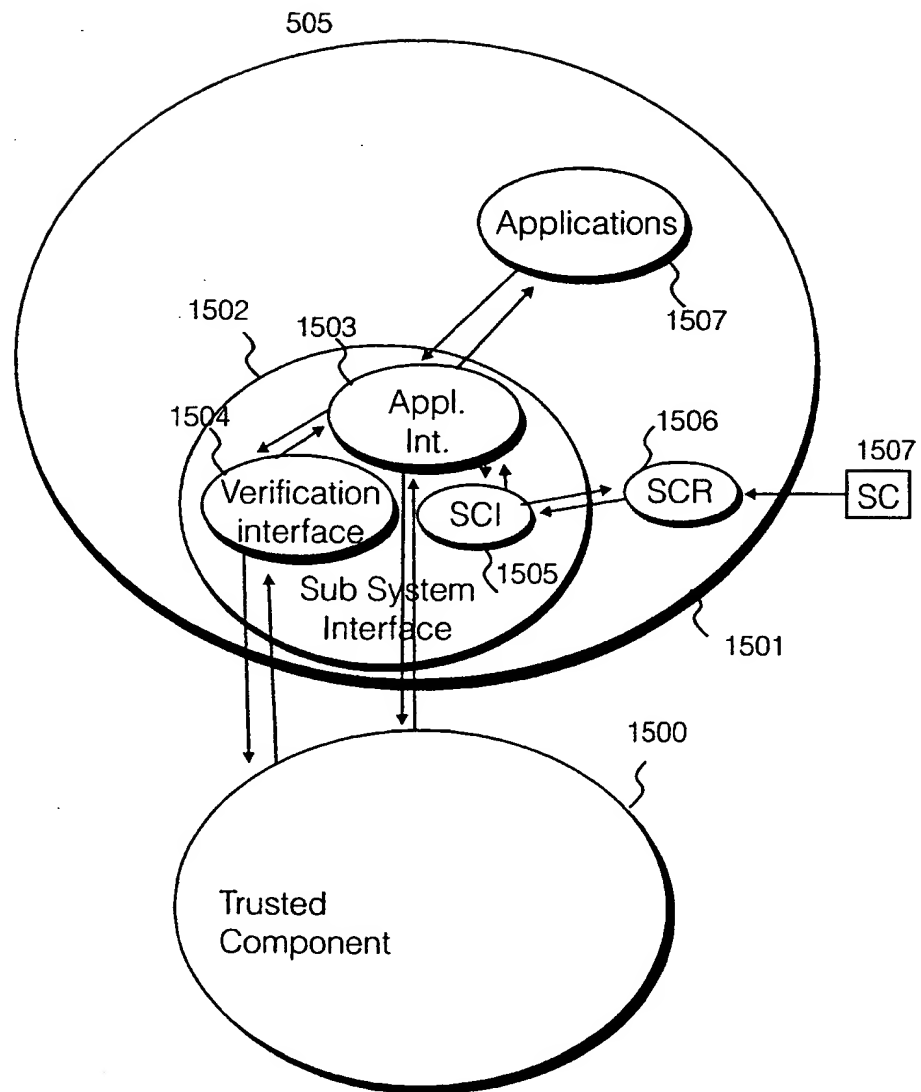 505
Applications
1507
1502
1503
Appl.
Int.
1504
Verification
interface
1506
SCR
1507
SC
SCI
1505
Sub System
Interface
1501
1500
Trusted
Component